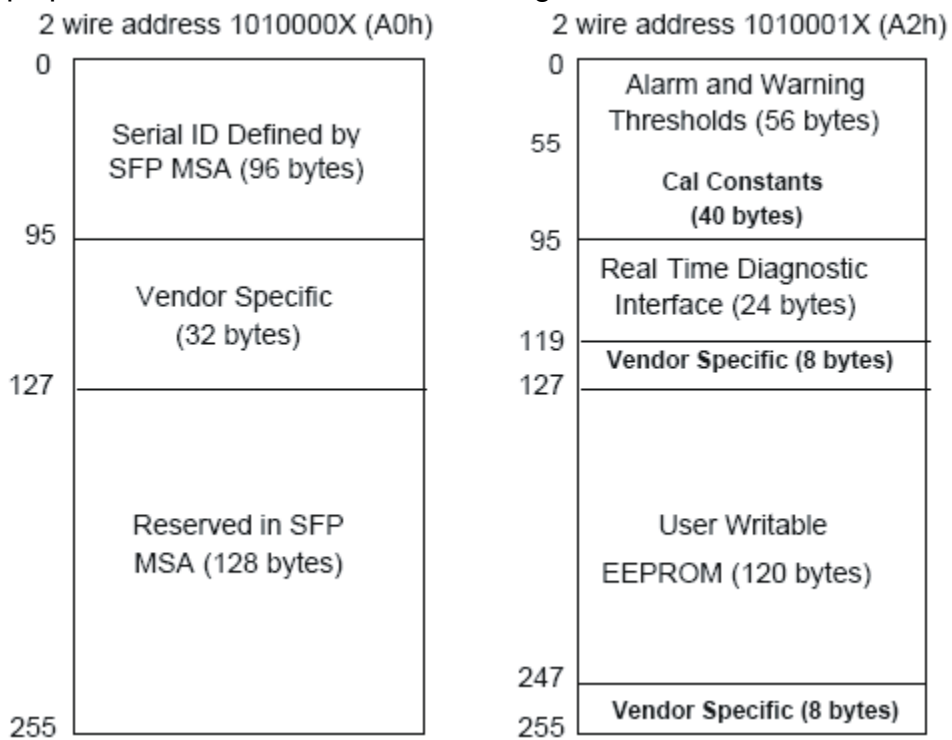 2 wire address 1010000X (A0h)
0
Serial ID Defined by
SFP MSA (96 bytes)
95
Vendor Specific
(32 bytes)
127
Reserved in SFP
MSA (128 bytes)
255
2 wire address 1010001X (A2h)
0
Alarm and Warning
Thresholds (56 bytes)
55
Cal Constants
(40 bytes)
95
Real Time Diagnostic
Interface (24 bytes)
119
Vendor Specific (8 bytes)
127
User Writable
EEPROM (120 bytes)
247
Vendor Specific (8 bytes)
255